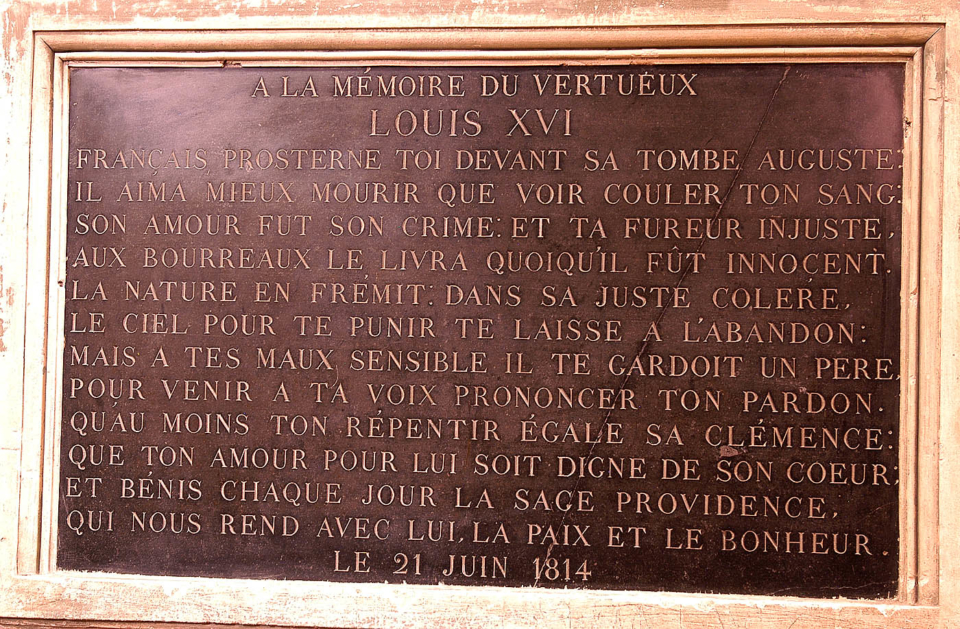 A LA MÉMOIRE DU VERTUEUX
LOUIS XVI
FRANÇAIS PROSTERNE TOI DEVANT SA TOMBE AUGUSTE:
IL AIMA MIEUX MOURIR QUE VOIR COULER TON SANG:
SON AMOUR FUT SON CRIME: ET TA FUREUR INJUSTE,
AUX BOURREAUX LE LIVRA QUOIQU'IL FÛT INNOCENT.
LA NATURE EN FRÉMIT: DANS SA JUSTE COLERE,
LE CIEL POUR TE PUNIR TE LAISSE A L'ABANDON:
MAIS A TES MAUX SENSIBLE IL TE GARDOIT UN PERE,
POUR VENIR A TA VOIX PRONONCER TON PARDON.
QU'AU MOINS TON RÉPENTIR ÉGALE SA CLÉMENCE:
QUE TON AMOUR POUR LUI SOIT DIGNE DE SON COEUR;
ET BÉNIS CHAQUE JOUR LA SAGE PROVIDENCE,
QUI NOUS REND AVEC LUI, LA PAIX ET LE BONHEUR.
LE 21 JUIN 1814